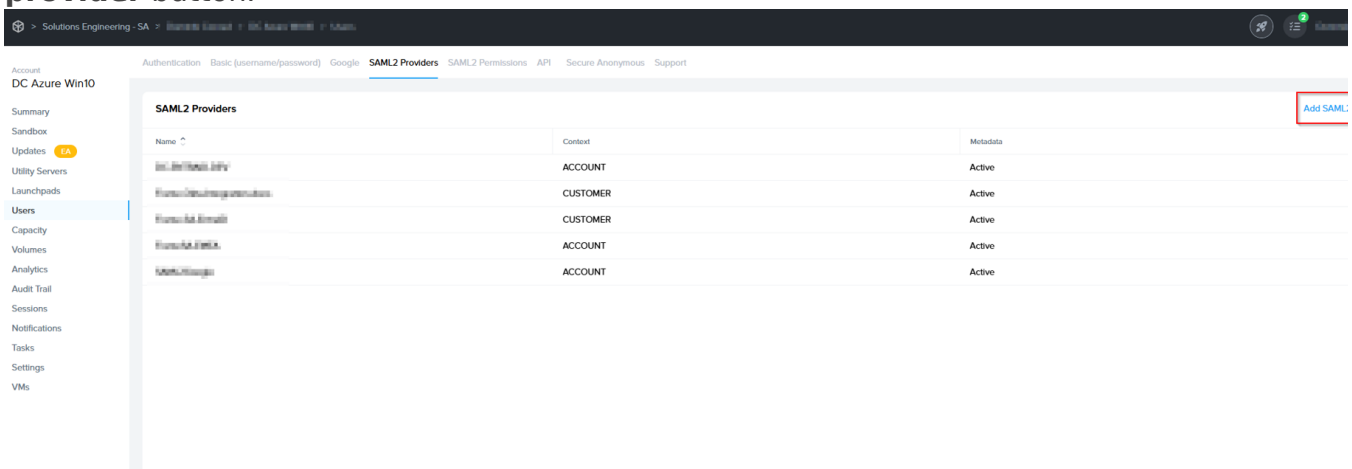 provider button.
> Solutions Engineering - SA >
2
Account
DC Azure Win10
Authentication Basic (username/password) Google SAML2 Providers SAML2 Permissions API Secure Anonymous Support
Summary
Sandbox
Updates EA
Utility Servers
Launchpads
Users
Capacity
Volumes
Analytics
Audit Trail
Sessions
Notifications
Tasks
Settings
VMs
SAML2 Providers
Add SAML2
Name Context Metadata
ACCOUNT Active
CUSTOMER Active
CUSTOMER Active
ACCOUNT Active
ACCOUNT Active